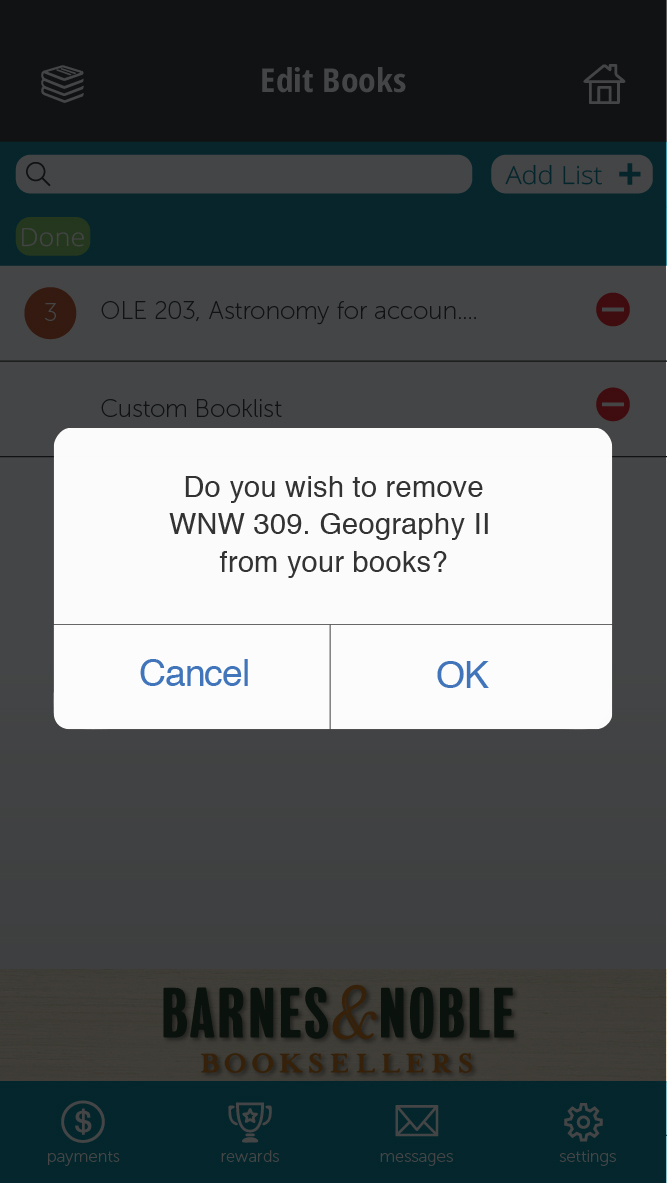 Edit Books
Add List +
Done
3 OLE 203, Astronomy for accoun....
Custom Booklist
Do you wish to remove
WNW 309. Geography II
from your books?
Cancel OK
BARNES&NOBLE
BOOKSELLERS
payments rewards messages settings